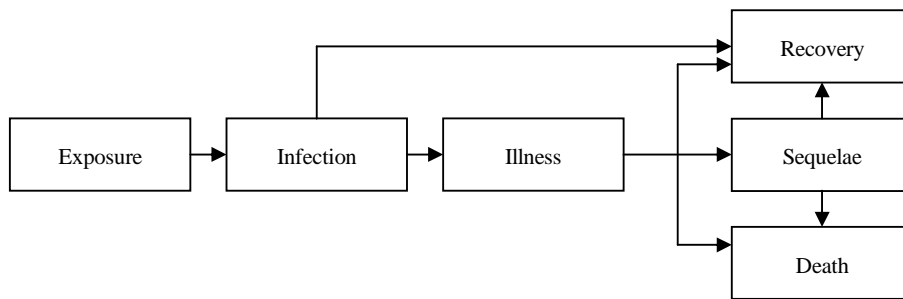 Recovery
Exposure
Infection
Illness
Sequelae
Death